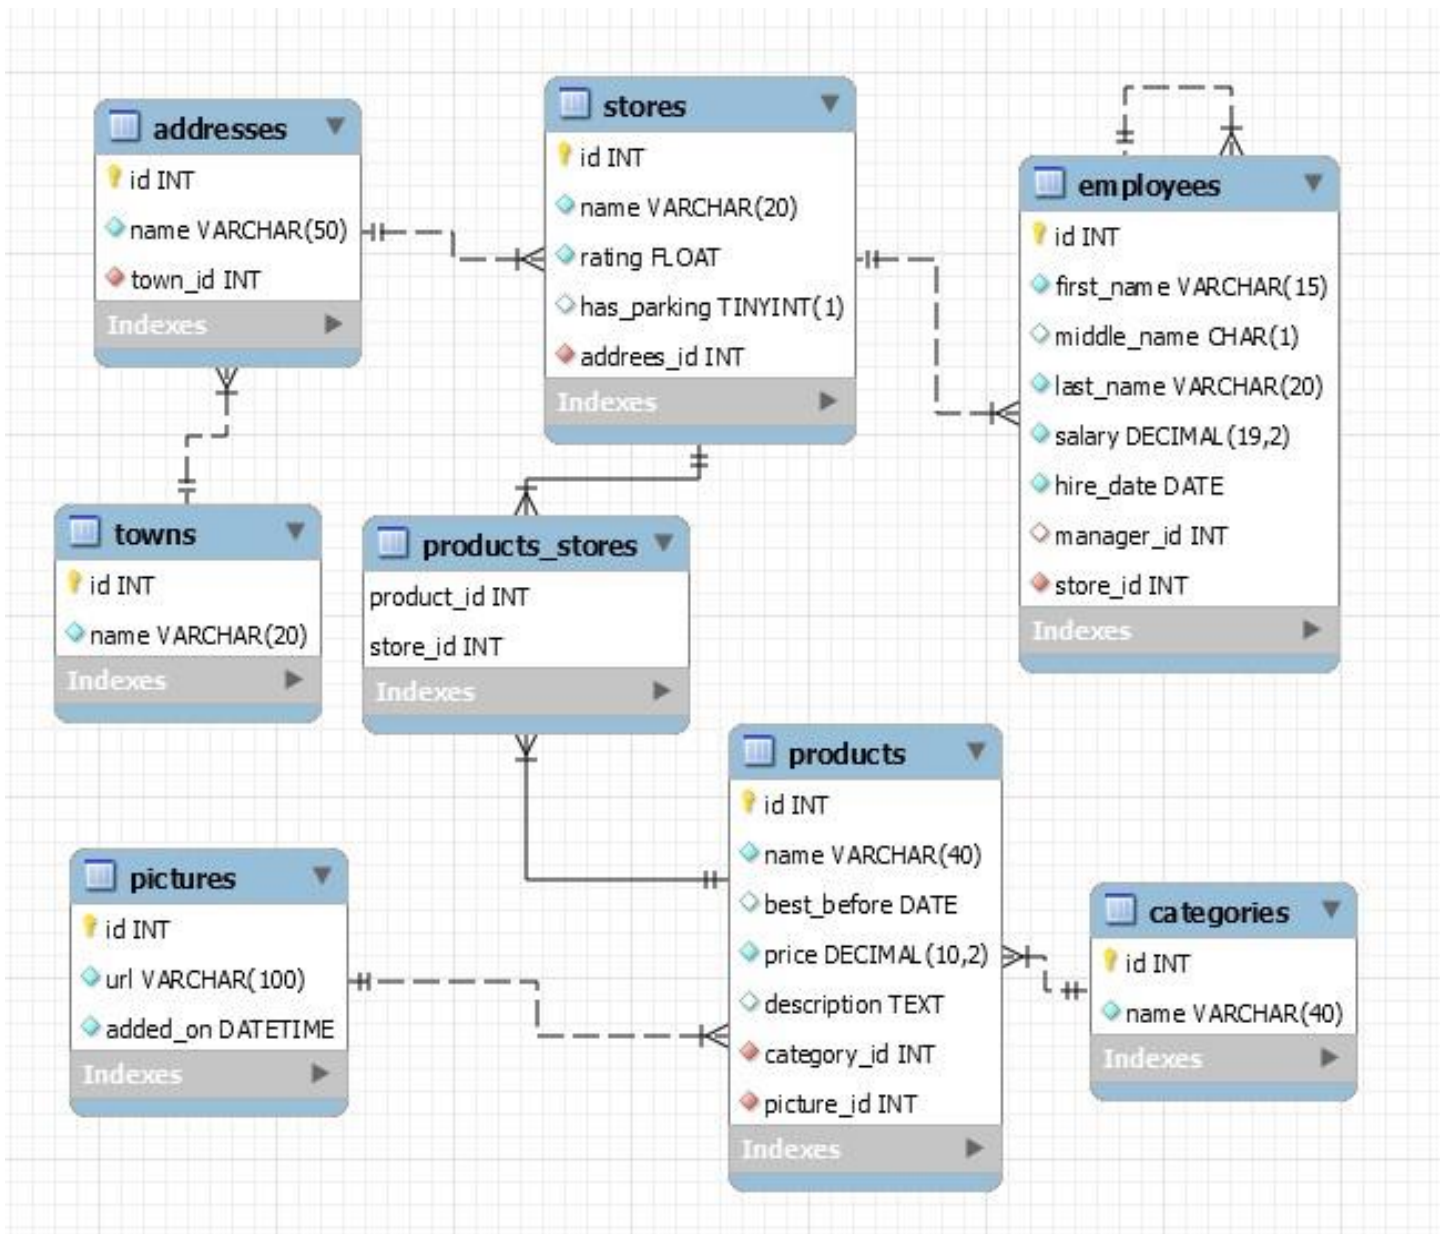 addresses
id INT
name VARCHAR(50)
town_id INT
Indexes
stores
id INT
name VARCHAR(20)
rating FLOAT
has_parking TINYINT(1)
addrees_id INT
Indexes
employees
id INT
first_name VARCHAR(15)
middle_name CHAR(1)
last_name VARCHAR(20)
salary DECIMAL(19,2)
hire_date DATE
manager_id INT
store_id INT
Indexes
towns
id INT
name VARCHAR(20)
Indexes
products_stores
product_id INT
store_id INT
Indexes
products
id INT
name VARCHAR(40)
best_before DATE
price DECIMAL(10,2)
description TEXT
category_id INT
picture_id INT
Indexes
pictures
id INT
url VARCHAR(100)
added_on DATETIME
Indexes
categories
id INT
name VARCHAR(40)
Indexes